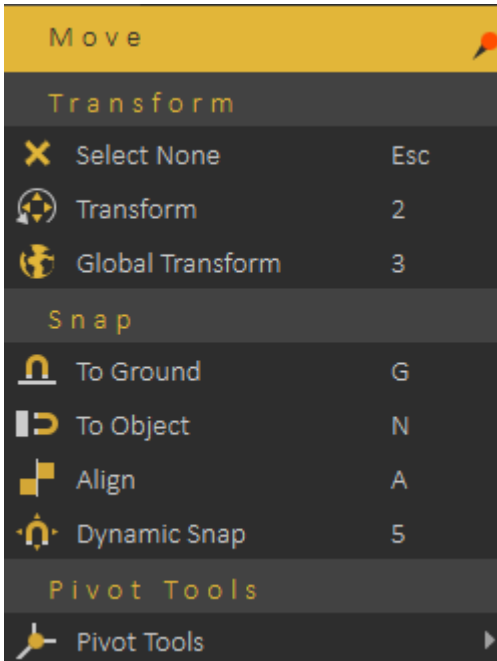 Move
Transform
Select None Esc
Transform 2
Global Transform 3
Snap
To Ground G
To Object N
Align A
Dynamic Snap 5
Pivot Tools
Pivot Tools